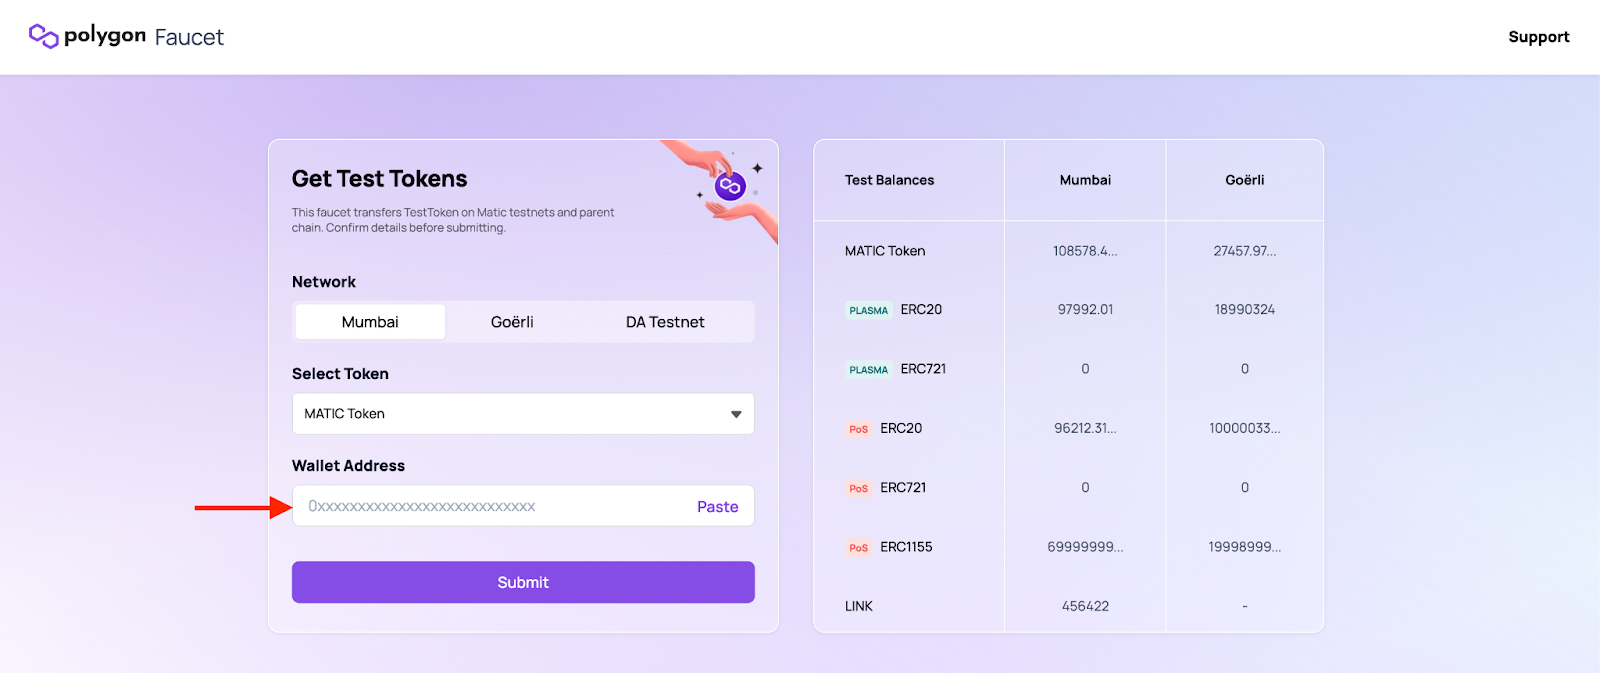 polygon Faucet
Support
Get Test Tokens
This faucet transfers TestToken on Matic testnets and parent
chain. Confirm details before submitting.
Network
Mumbai Goërli DA Testnet
Select Token
MATIC Token
Wallet Address
0xxxxxxxxxxxxxxxxxxxxxxxxxxx Paste
Submit
Test Balances Mumbai Goërli
MATIC Token 108578.4... 27457.97...
PLASMA ERC20 97992.01 18990324
PLASMA ERC721 0 0
PoS ERC20 96212.31... 10000033...
PoS ERC721 0 0
PoS ERC1155 69999999... 19998999...
LINK 456422 -